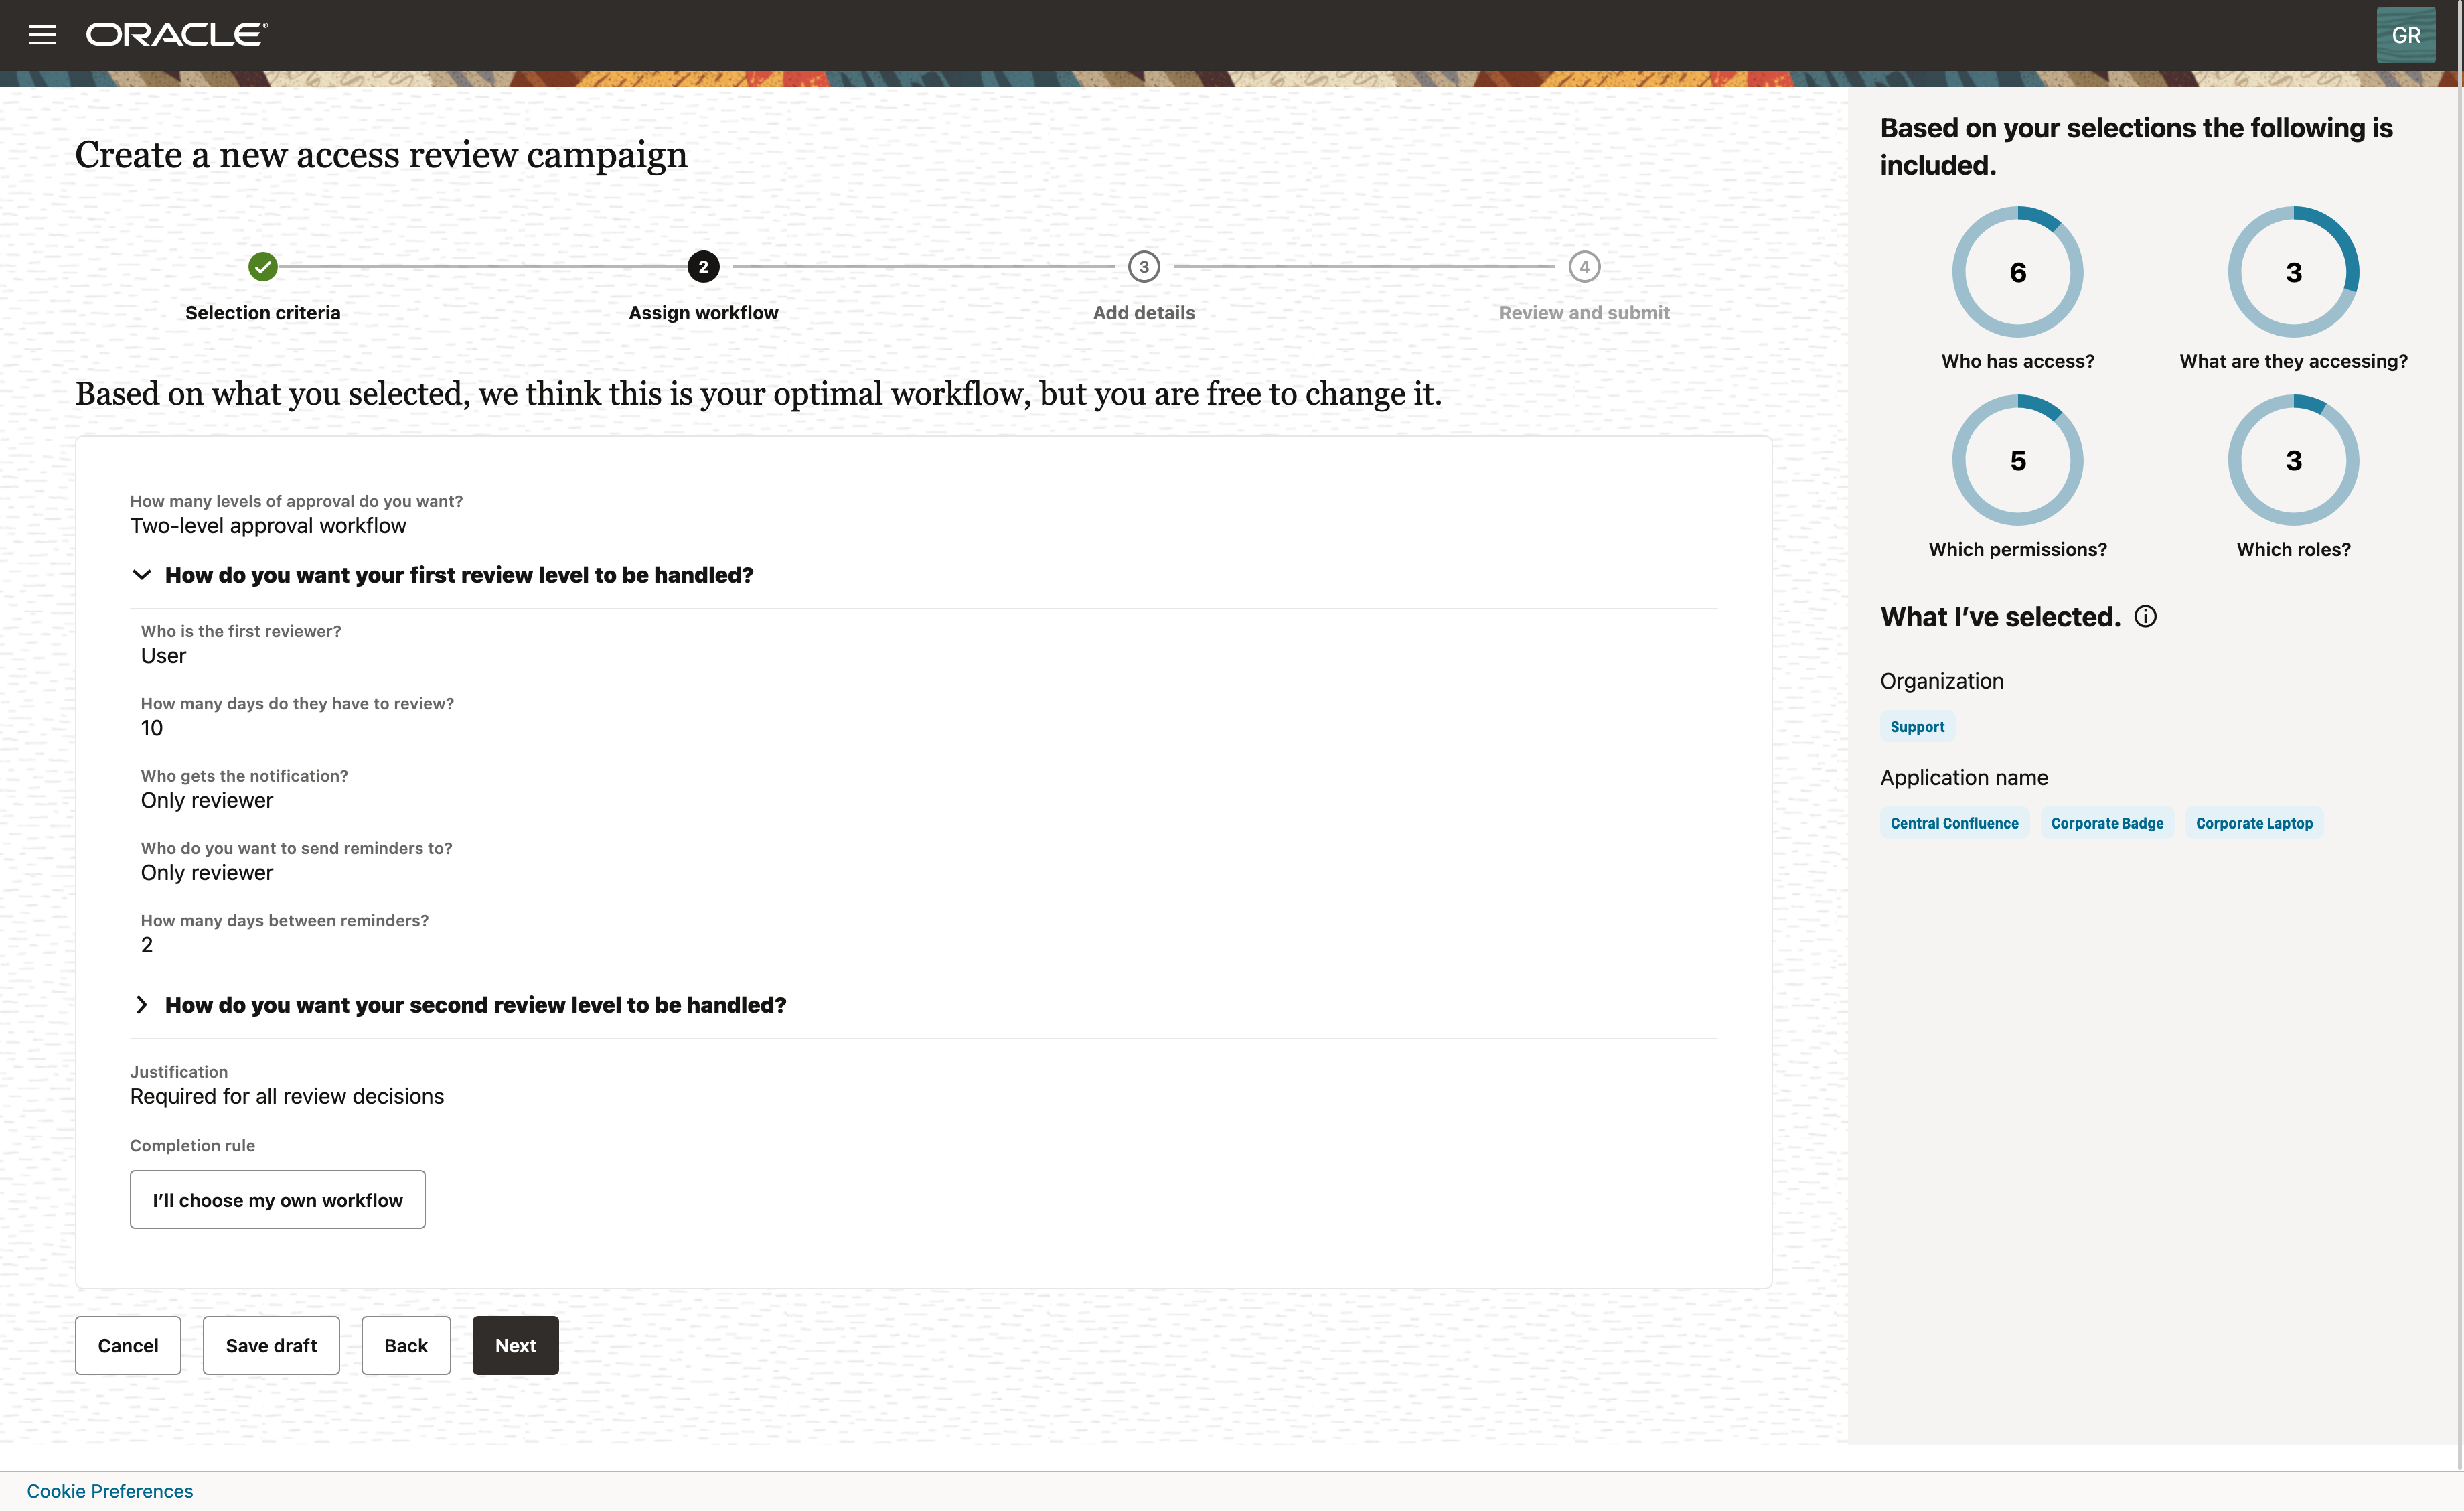 ORACLE
GR
Create a new access review campaign
2
3
4
Selection criteria
Assign workflow
Add details
Review and submit
Based on what you selected, we think this is your optimal workflow, but you are free to change it.
How many levels of approval do you want?
Two-level approval workflow
How do you want your first review level to be handled?
Who is the first reviewer?
User
How many days do they have to review?
10
Who gets the notification?
Only reviewer
Who do you want to send reminders to?
Only reviewer
How many days between reminders?
2
How do you want your second review level to be handled?
Justification
Required for all review decisions
Completion rule
I'll choose my own workflow
Cancel
Save draft
Back
Next
Based on your selections the following is
included.
6
3
Who has access?
What are they accessing?
5
3
Which permissions?
Which roles?
What I've selected.
Organization
Support
Application name
Central Confluence
Corporate Badge
Corporate Laptop
Cookie Preferences